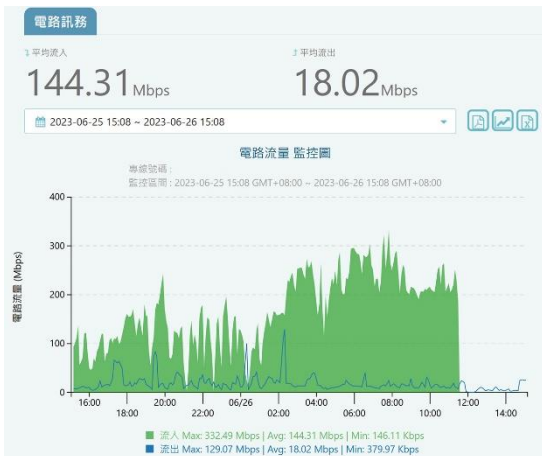 電路訊務
平均流入
平均流出
144.31 Mbps
18.02 Mbps
2023-06-25 15:08 ~ 2023-06-26 15:08
電路流量 監控圖
專線號碼 :
監控區間 : 2023-06-25 15:08 GMT+08:00 ~ 2023-06-26 15:08 GMT+08:00
電路流量 (Mbps)
400
300
200
100
0
16:00
18:00
20:00
22:00
06/26
02:00
04:00
06:00
08:00
10:00
12:00
14:00
流入 Max: 332.49 Mbps | Avg: 144.31 Mbps | Min: 146.11 Kbps
流出 Max: 129.07 Mbps | Avg: 18.02 Mbps | Min: 379.97 Kbps